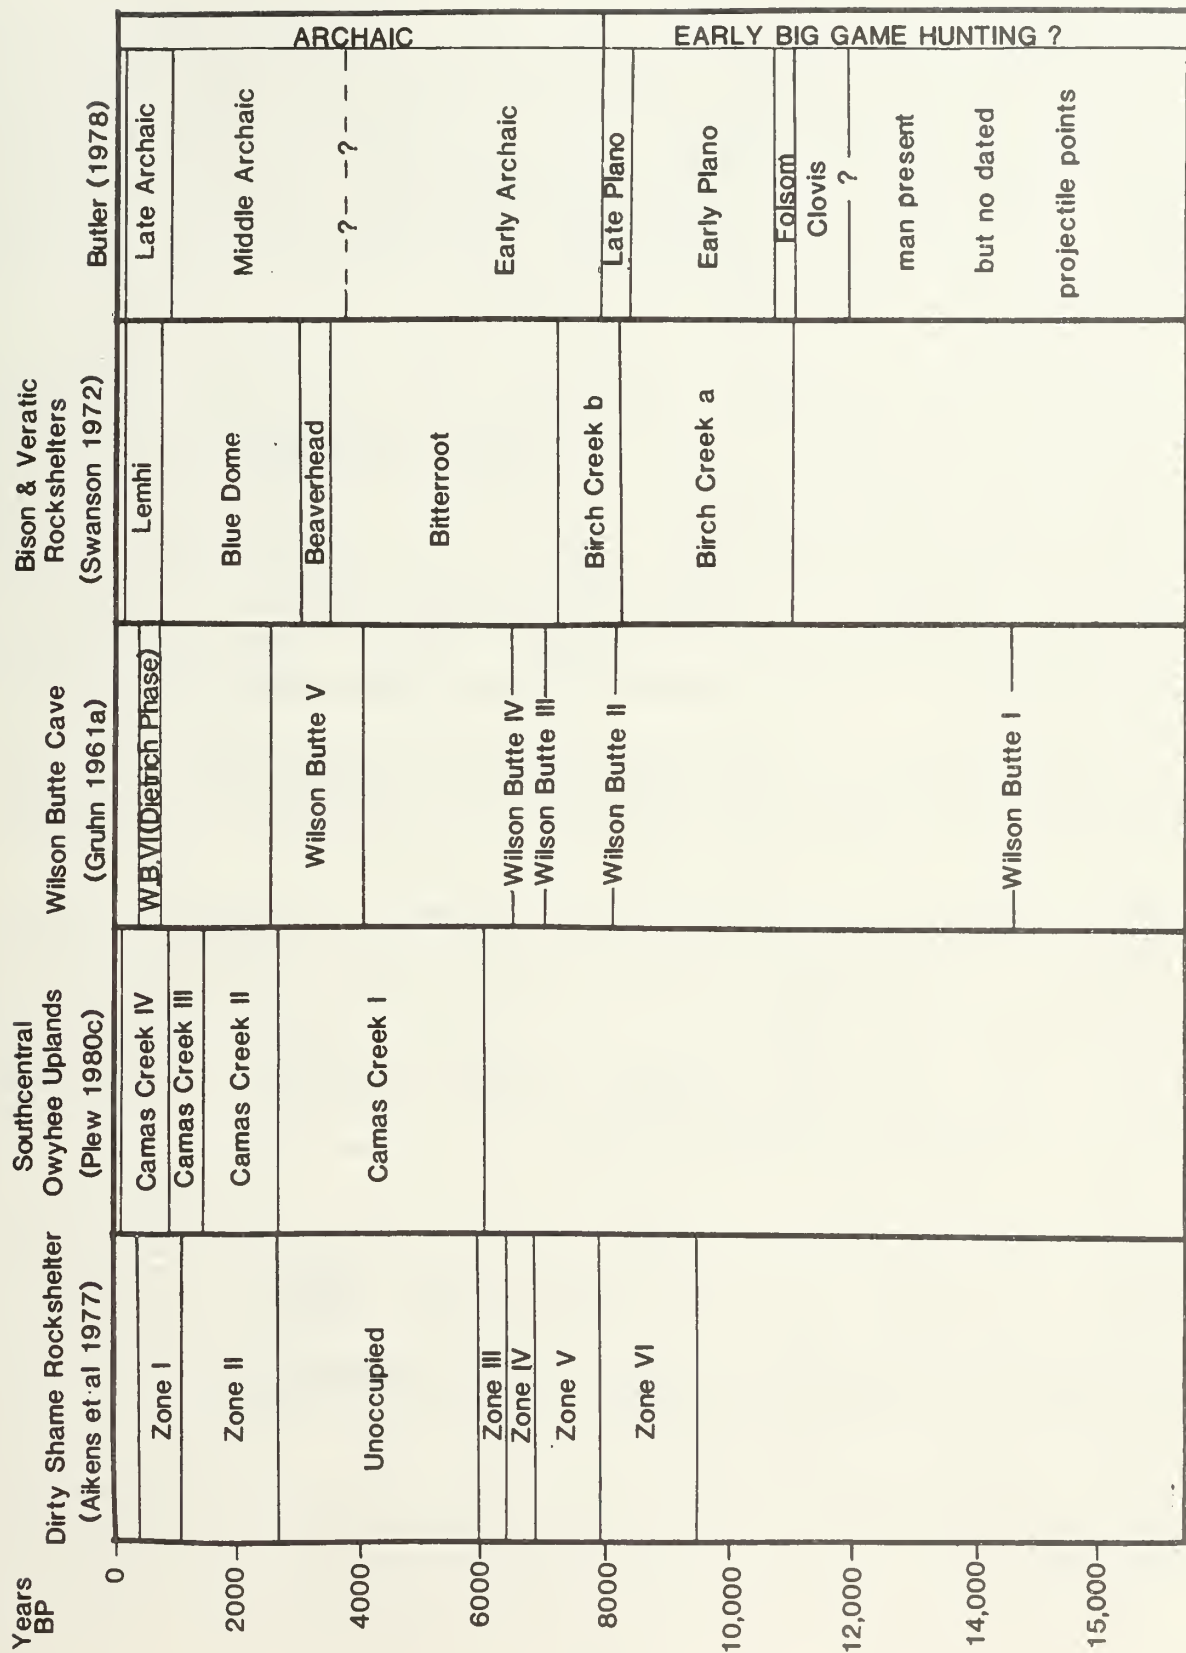 Years
BP
0
2000
4000
6000
8000
10,000
12,000
14,000
15,000
Dirty Shame Rockshelter
(Aikens et al 1977)
Zone I
Zone II
Unoccupied
Zone III
Zone IV
Zone V
Zone VI
Southcentral
Owyhee Uplands
(Plew 1980c)
Camas Creek IV
Camas Creek III
Camas Creek II
Camas Creek I
Wilson Butte Cave
(Gruhn 1961a)
W.B.VI(Dietrich Phase)
Wilson Butte V
Wilson Butte IV
Wilson Butte III
Wilson Butte II
Wilson Butte I
Bison & Veratic
Rockshelters
(Swanson 1972)
Lemhi
Blue Dome
Beaverhead
Bitterroot
Birch Creek b
Birch Creek a
Butler (1978)
Late Archaic
Middle Archaic
? ?
Early Archaic
Late Plano
Early Plano
Folsom
Clovis
?
man present
but no dated
projectile points
ARCHAIC
EARLY BIG GAME HUNTING ?